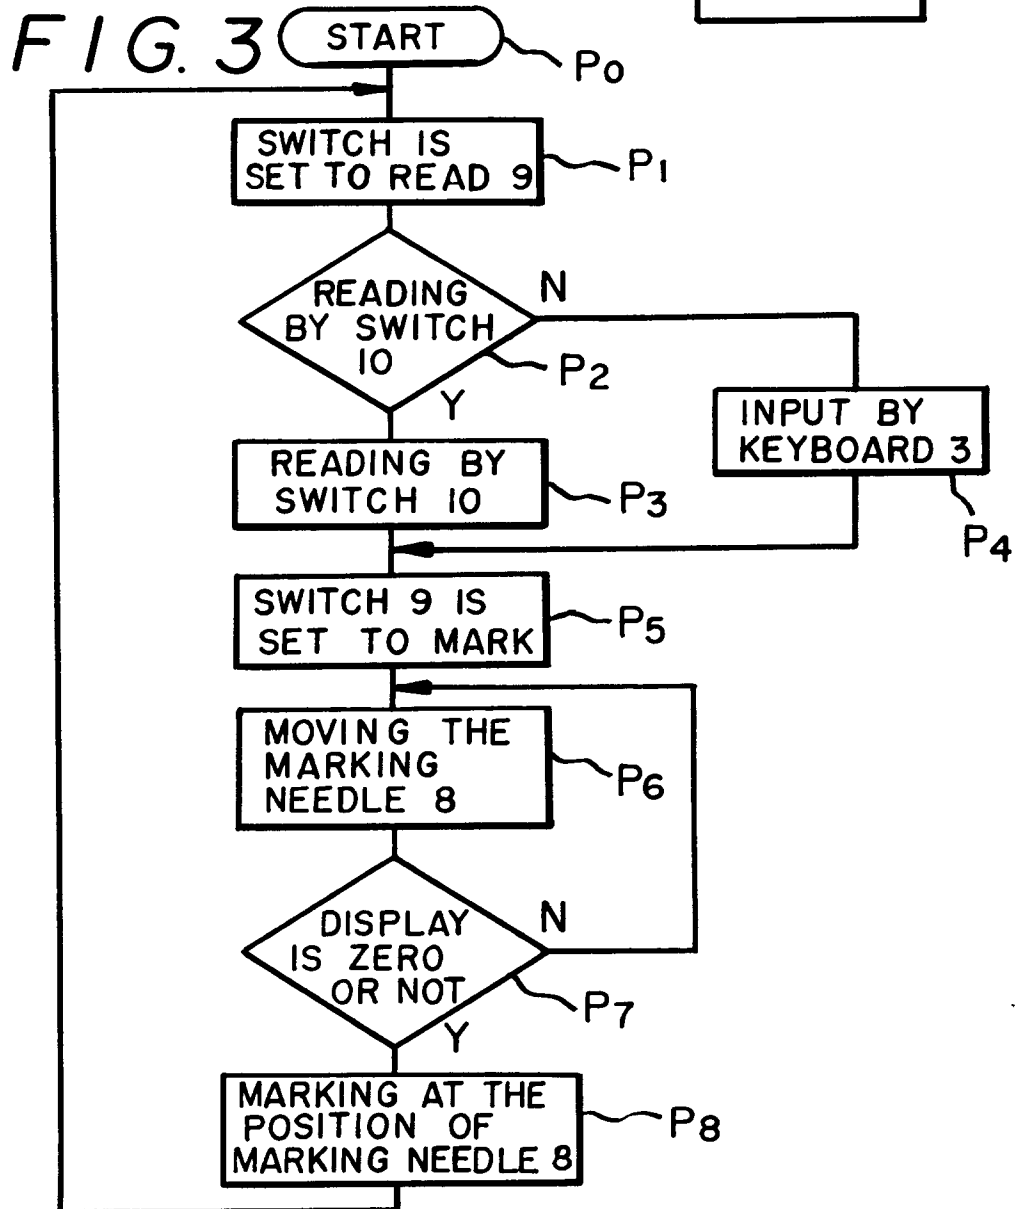 FIG. 3
START
P0
SWITCH IS
SET TO READ 9
P1
READING
BY SWITCH
10
N
P2
Y
INPUT BY
KEYBOARD 3
P4
READING BY
SWITCH 10
P3
SWITCH 9 IS
SET TO MARK
P5
MOVING THE
MARKING
NEEDLE 8
P6
DISPLAY
IS ZERO
OR NOT
N
P7
Y
MARKING AT THE
POSITION OF
MARKING NEEDLE 8
P8